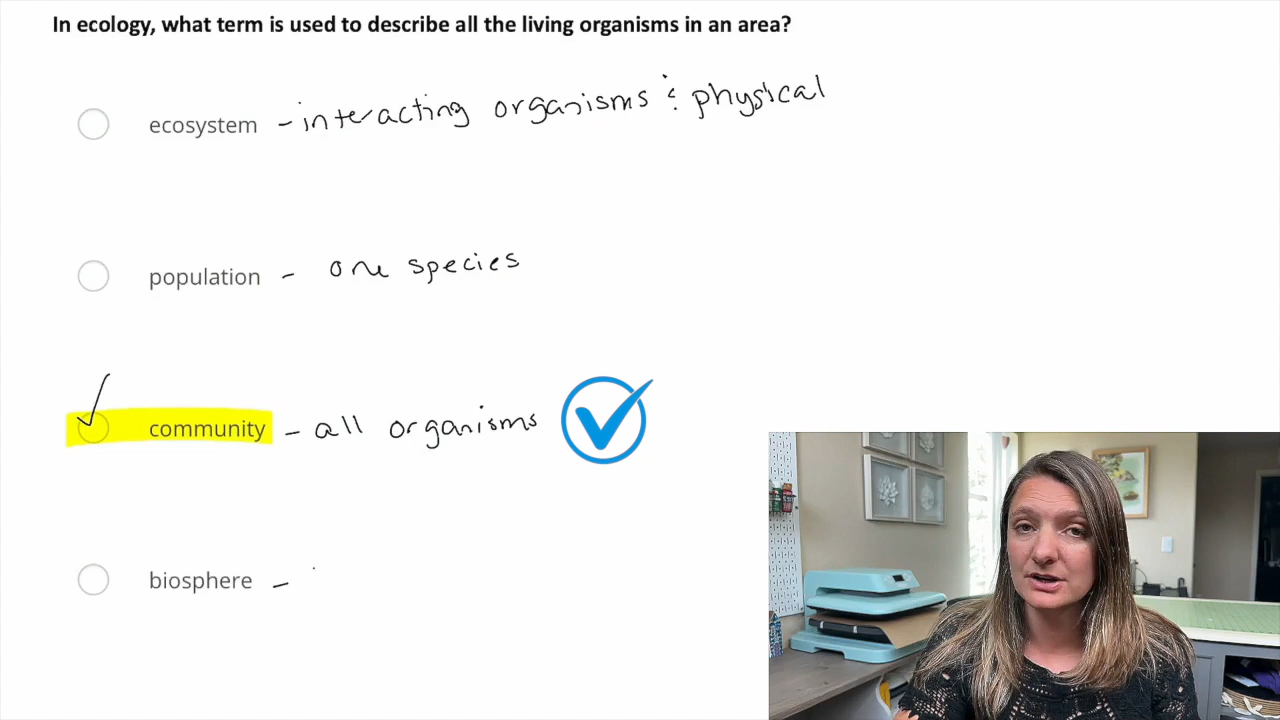 In ecology, what term is used to describe all the living organisms in an area?
ecosystem - interacting organisms & physical
population - one species
community - all organisms
biosphere -